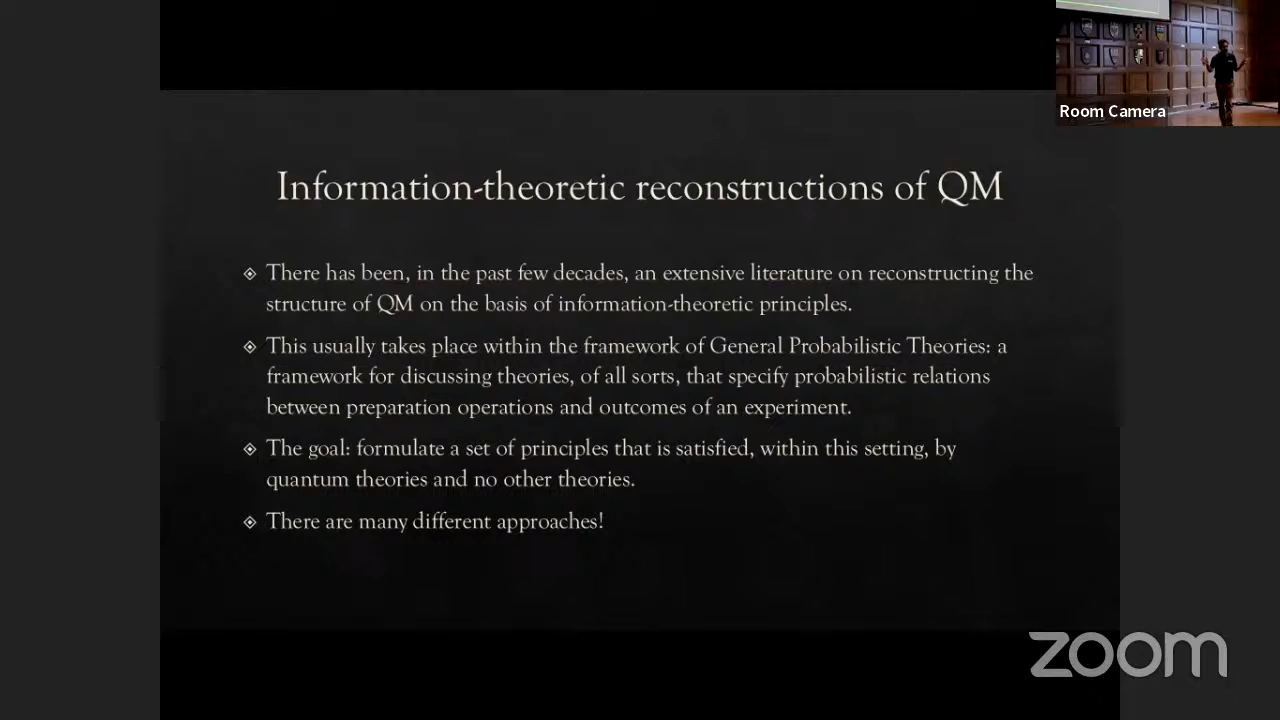 Room Camera
Information-theoretic reconstructions of QM
There has been, in the past few decades, an extensive literature on reconstructing the
structure of QM on the basis of information-theoretic principles.
This usually takes place within the framework of General Probabilistic Theories: a
framework for discussing theories, of all sorts, that specify probabilistic relations
between preparation operations and outcomes of an experiment.
The goal: formulate a set of principles that is satisfied, within this setting, by
quantum theories and no other theories.
There are many different approaches!
zoom